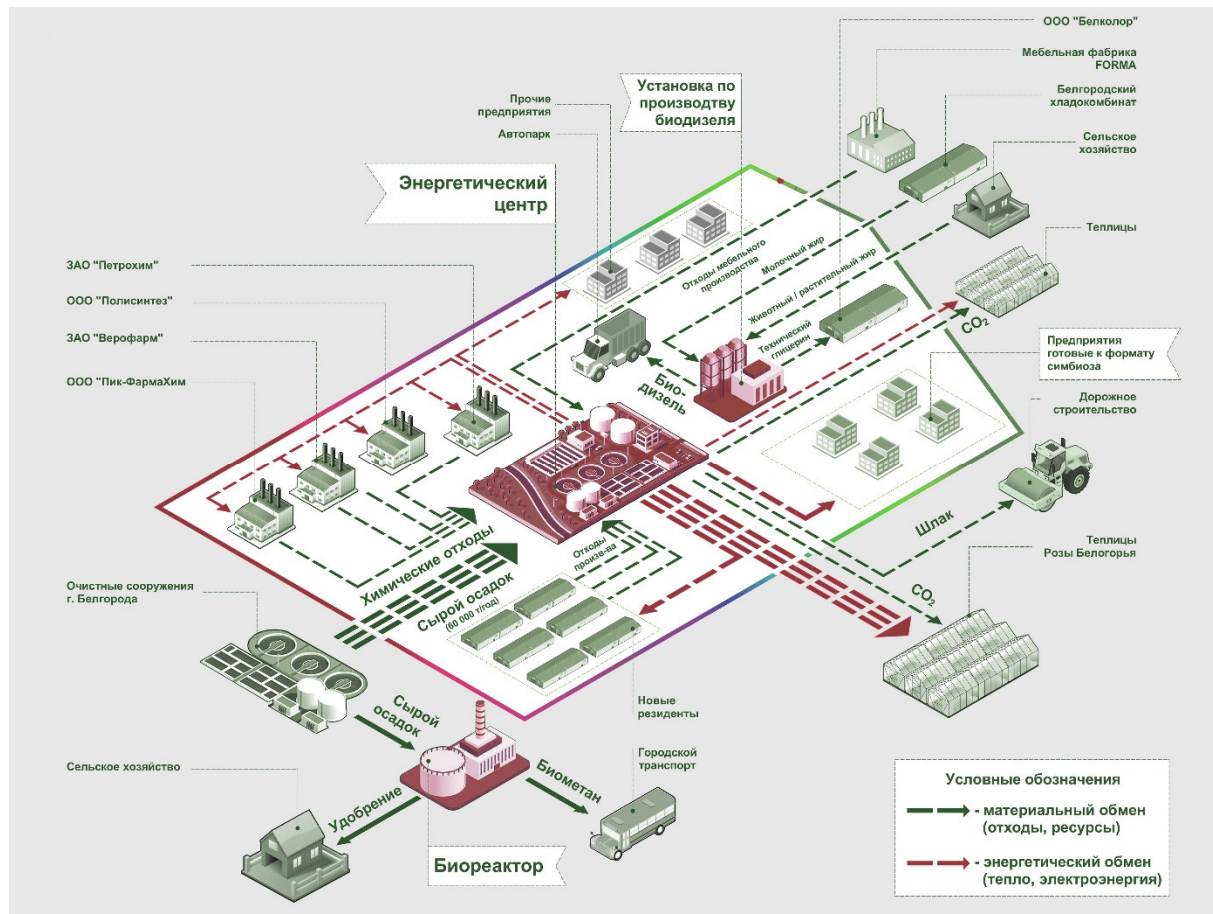 ООО "Белколор"
Мебельная фабрика
FORMA
Белгородский
хладокомбинат
Сельское
хозяйство
Теплицы
Установка по
производтву
биодизеля
Прочие
предприятия
Автопарк
Энергетический
центр
ЗАО "Петрохим"
ООО "Полисинтез"
ЗАО "Верофарм"
ООО "Пик-ФармаХим
Отходы мебельного
производства
Молочный жир
Животный / растительный жир
Технический
глицерин
Био-
дизель
CO₂
Предприятия
готовые к формату
симбиоза
Дорожное
строительство
Шлак
Теплицы
Розы Белогорья
CO₂
Химические отходы
Сырой осадок
(60 000 т/год)
Отходы
произв-ва
Очистные сооружения
г. Белгорода
Новые
резиденты
Сырой
осадок
Городской
транспорт
Биометан
Сельское хозяйство
Удобрение
Биореактор
Условные обозначения
- материальный обмен
(отходы, ресурсы)
- энергетический обмен
(тепло, электроэнергия)